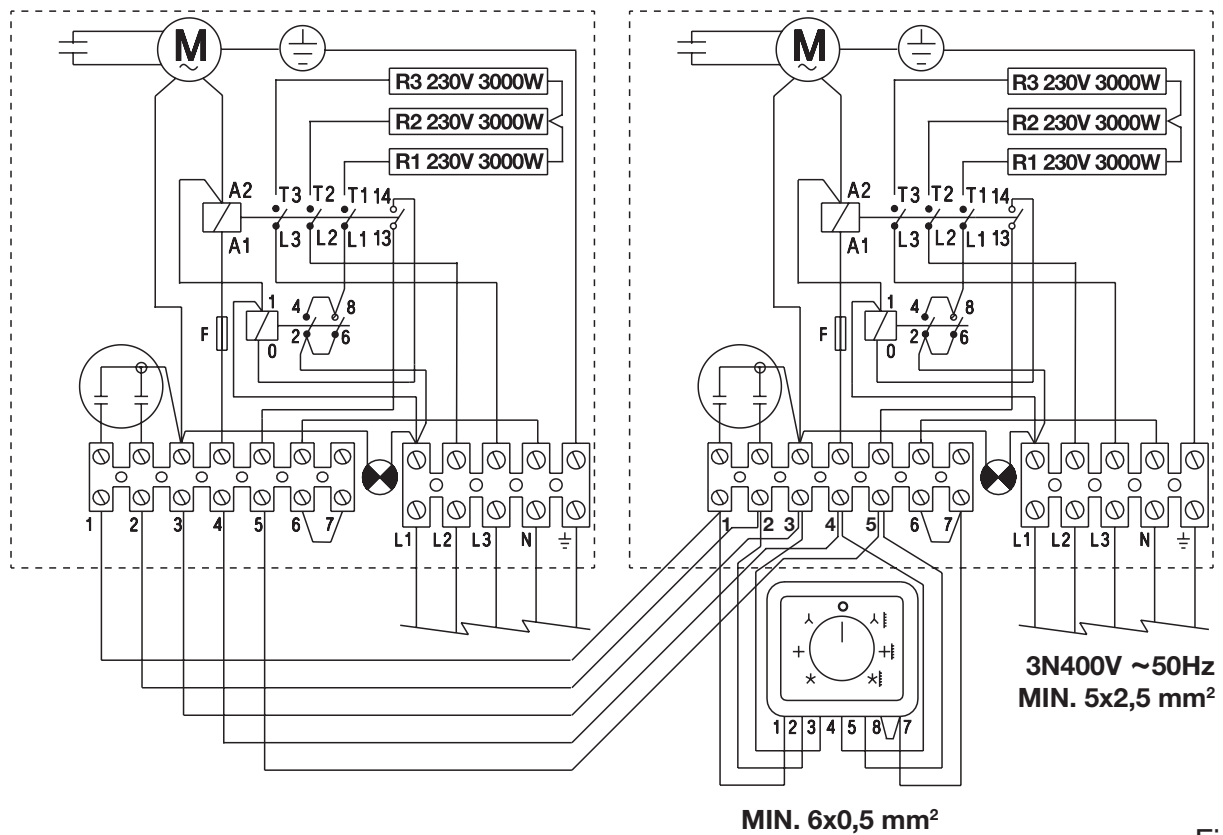 M
R3 230V 3000W
R2 230V 3000W
R1 230V 3000W
A2 T3 T2 T1 14
A1 L3 L2 L1 13
1 4 8
F 0 2 6
1 2 3 4 5 6 7
L1 L2 L3 N
M
R3 230V 3000W
R2 230V 3000W
R1 230V 3000W
A2 T3 T2 T1 14
A1 L3 L2 L1 13
1 4 8
F 0 2 6
1 2 3 4 5 6 7
L1 L2 L3 N
1 2 3 4 5 8 7
3N400V ~50Hz
MIN. 5x2,5 mm²
MIN. 6x0,5 mm²